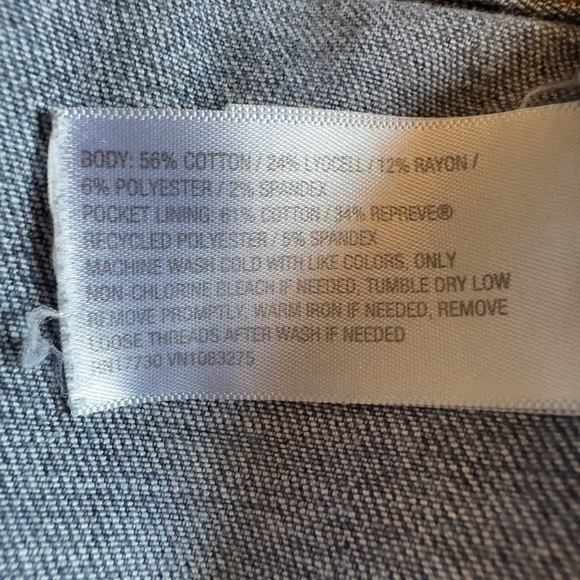 BODY: 56% COTTON / 24% LYOCELL / 12% RAYON /
6% POLYESTER / 2% SPANDEX
POCKET LINING: 61% COTTON / 34% REPREVE®
RECYCLED POLYESTER / 5% SPANDEX
MACHINE WASH COLD WITH LIKE COLORS, ONLY
NON-CHLORINE BLEACH IF NEEDED, TUMBLE DRY LOW
REMOVE PROMPTLY, WARM IRON IF NEEDED, REMOVE
LOOSE THREADS AFTER WASH IF NEEDED
VN1083275